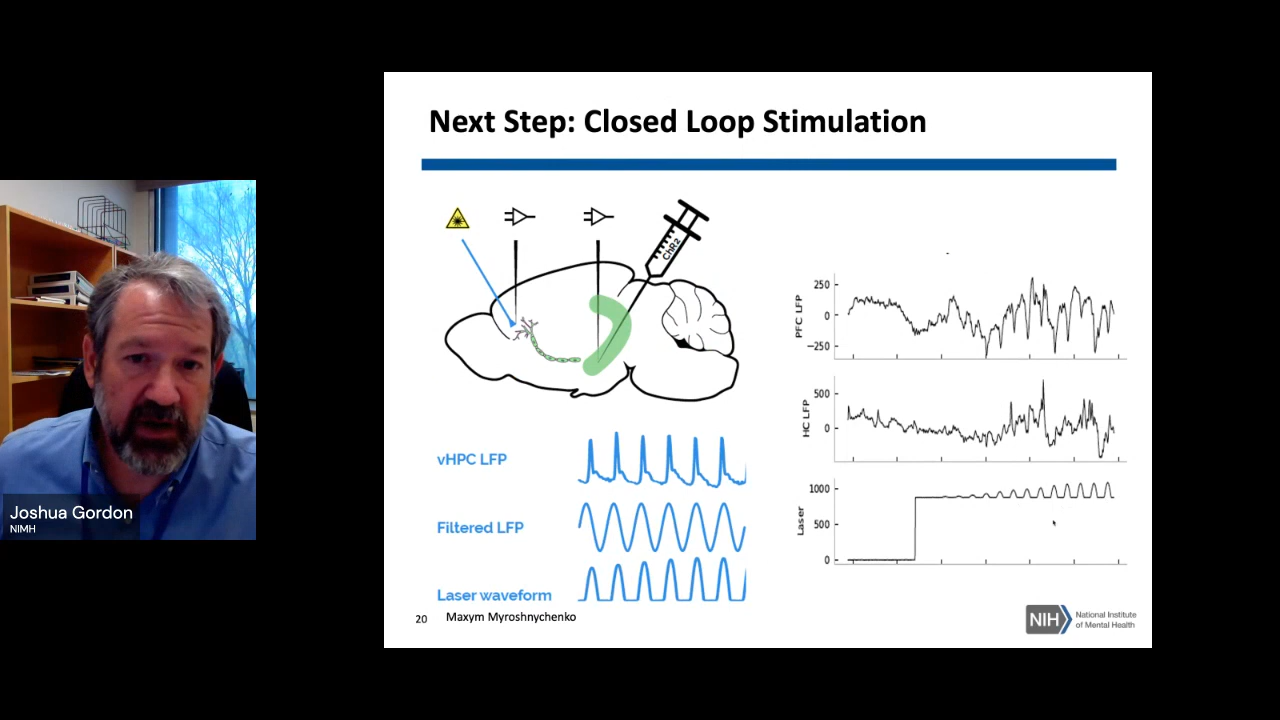 Next Step: Closed Loop Stimulation
ChR2
PFC LFP
250
0
−250
HC LFP
500
0
vHPC LFP
Filtered LFP
Laser waveform
Laser
1000
500
0
20 Maxym Myroshnychenko
NIH National Institute
of Mental Health
Joshua Gordon
NIMH